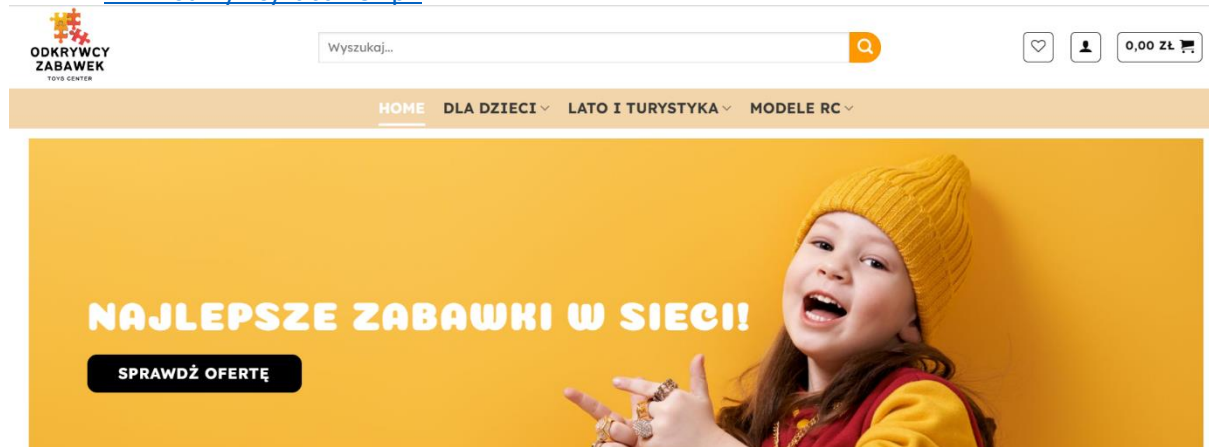 ODKRYWCY
ZABAWEK
TOYS CENTER
Wyszukaj...
0,00 ZŁ
HOME DLA DZIECI LATO I TURYSTYKA MODELE RC
NAJLEPSZE ZABAWKI W SIECI!
SPRAWDŹ OFERTĘ